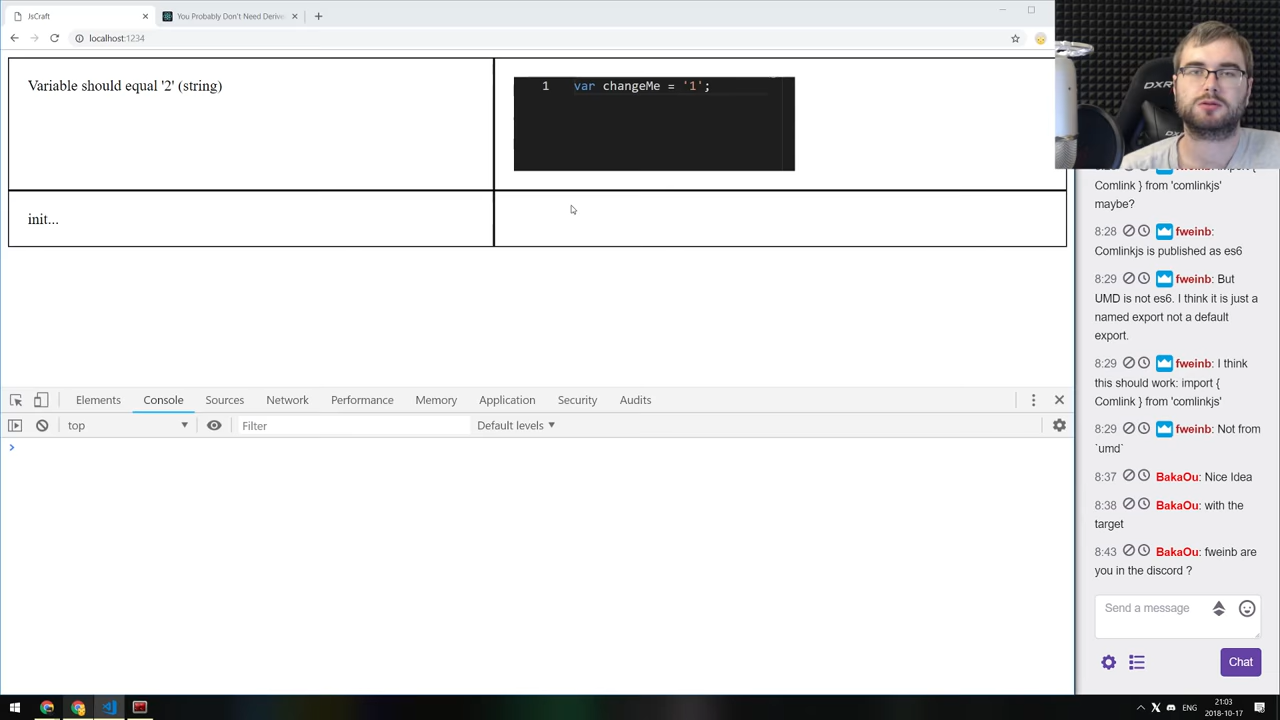 JsCraft
You Probably Don't Need Derive
localhost:1234
Variable should equal '2' (string)
1 var changeMe = '1';
init...
Elements Console Sources Network Performance Memory Application Security Audits
top Filter Default levels
DXR
Comlink } from 'comlinkjs'
maybe?
8:28 fweinb:
Comlinkjs is published as es6
8:29 fweinb: But
UMD is not es6. I think it is just a
named export not a default
export.
8:29 fweinb: I think
this should work: import {
Comlink } from 'comlinkjs'
8:29 fweinb: Not from
`umd`
8:37 BakaOu: Nice Idea
8:38 BakaOu: with the
target
8:43 BakaOu: fweinb are
you in the discord ?
Send a message
Chat
ENG
21:03
2018-10-17